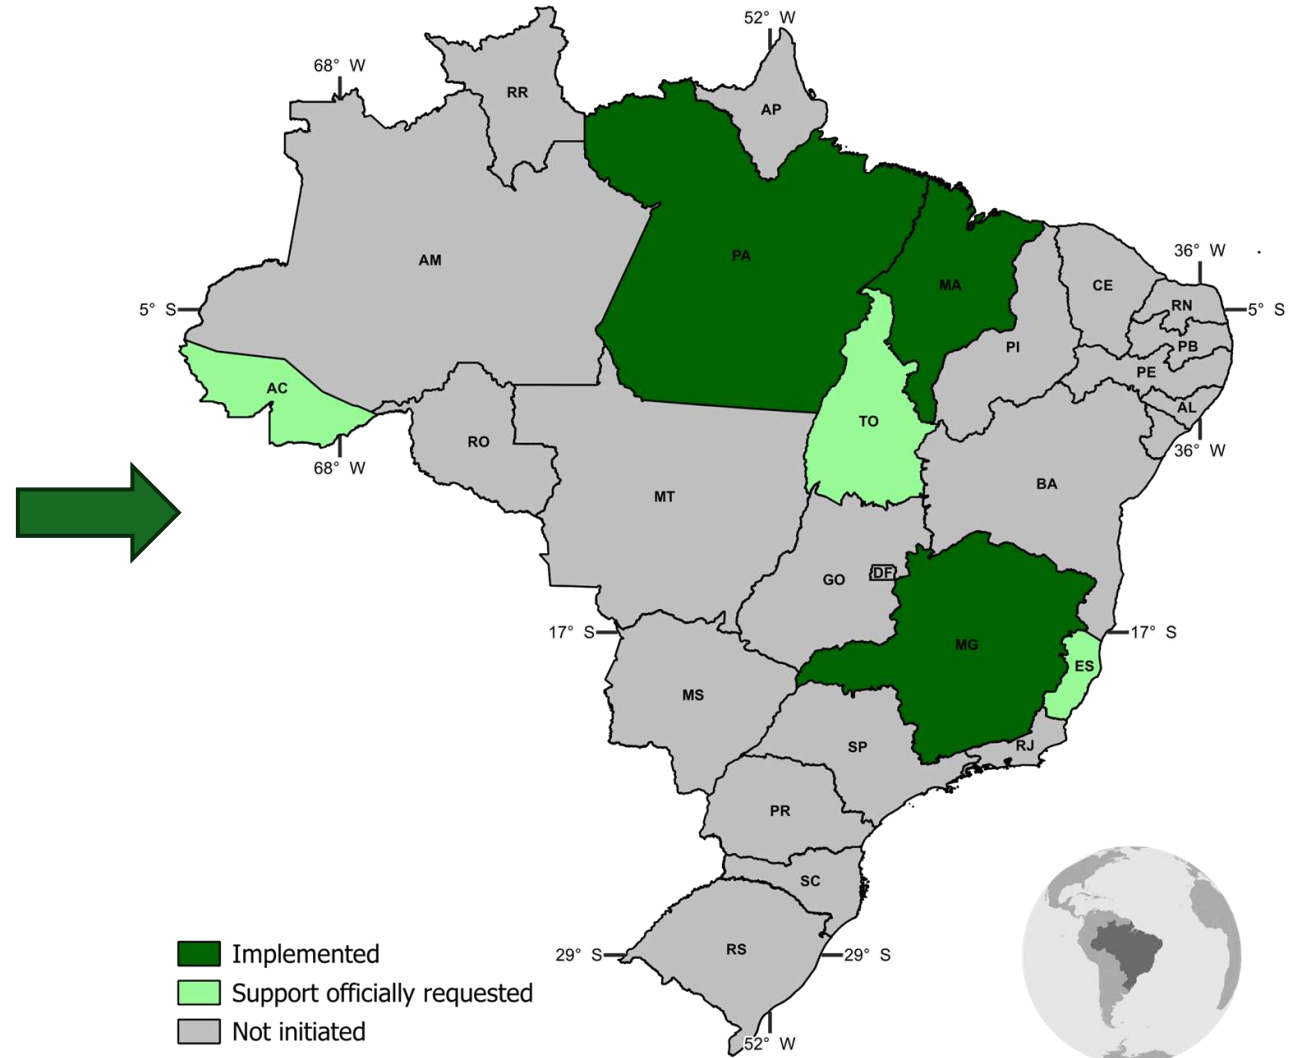 52° W
68° W
RR
AP
36° W
AM
PA
MA
CE
RN
5° S
5° S
PI
PB
PE
AC
AL
TO
RO
36° W
68° W
BA
MT
GO
DF
17° S
17° S
MG
ES
MS
SP
RJ
PR
SC
RS
29° S
29° S
52° W
Implemented
Support officially requested
Not initiated